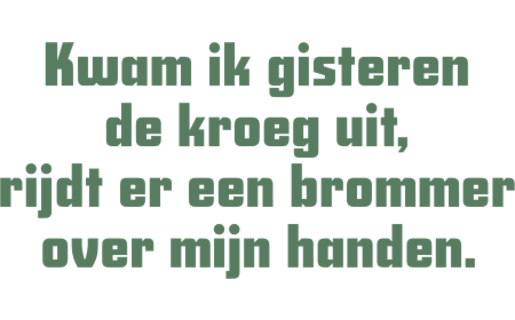 Kwam ik gisteren
de kroeg uit,
rijdt er een brommer
over mijn handen.